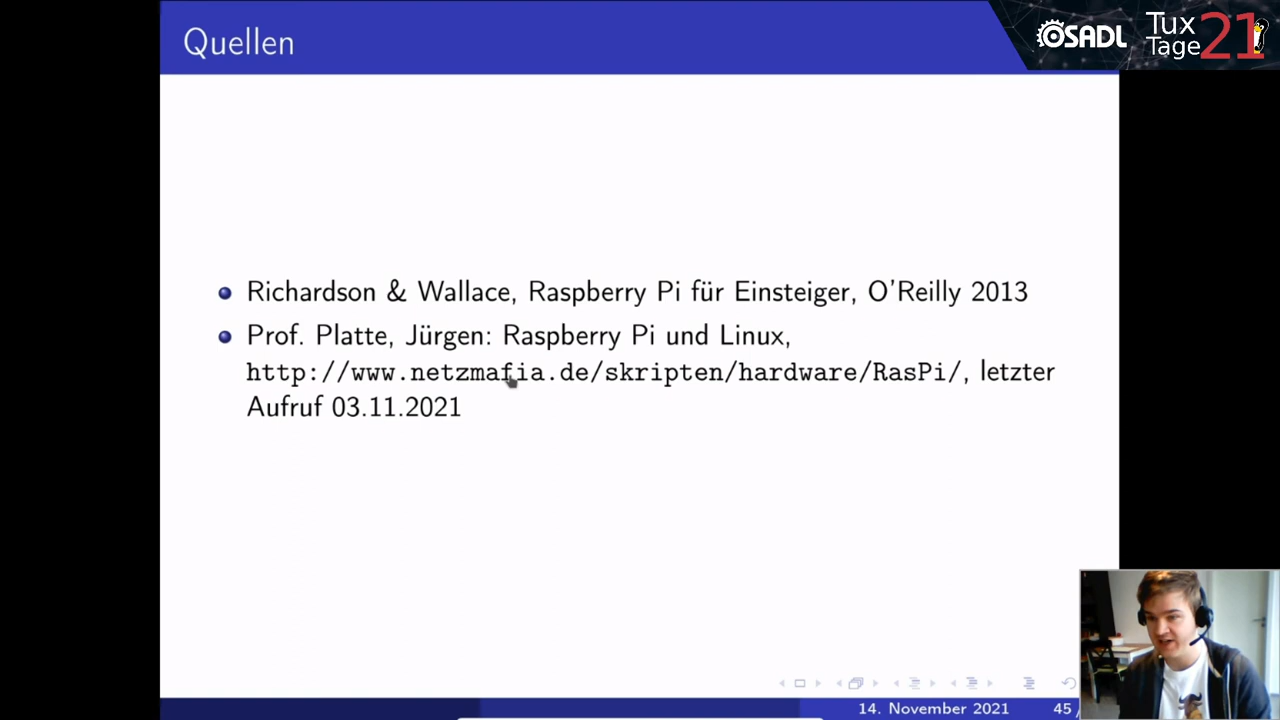 Quellen
OSADL
Tux
Tage 21
Richardson & Wallace, Raspberry Pi für Einsteiger, O'Reilly 2013
Prof. Platte, Jürgen: Raspberry Pi und Linux,
http://www.netzmafia.de/skripten/hardware/RasPi/, letzter
Aufruf 03.11.2021
14. November 2021 45/